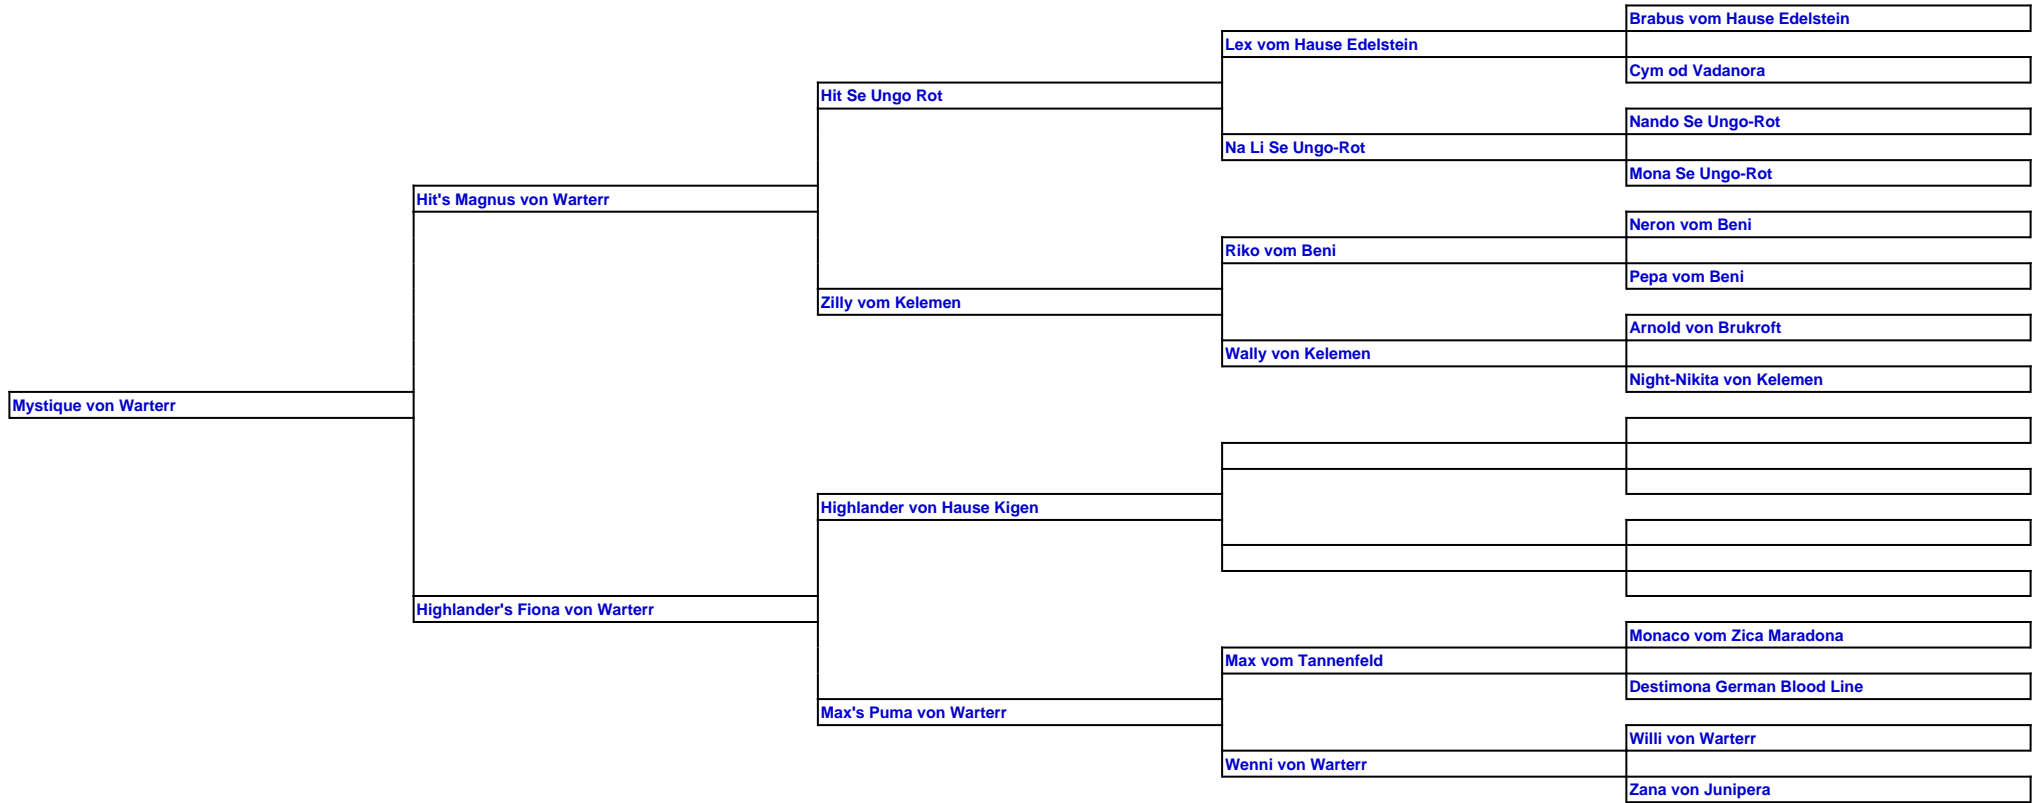 Brabus vom Hause Edelstein
Lex vom Hause Edelstein
Cym od Vadanora
Hit Se Ungo Rot
Nando Se Ungo-Rot
Na Li Se Ungo-Rot
Mona Se Ungo-Rot
Hit's Magnus von Warterr
Neron vom Beni
Riko vom Beni
Pepa vom Beni
Zilly vom Kelemen
Arnold von Brukroft
Wally von Kelemen
Night-Nikita von Kelemen
Mystique von Warterr
Highlander von Hause Kigen
Highlander's Fiona von Warterr
Monaco vom Zica Maradona
Max vom Tannenfeld
Destimona German Blood Line
Max's Puma von Warterr
Willi von Warterr
Wenni von Warterr
Zana von Junipera